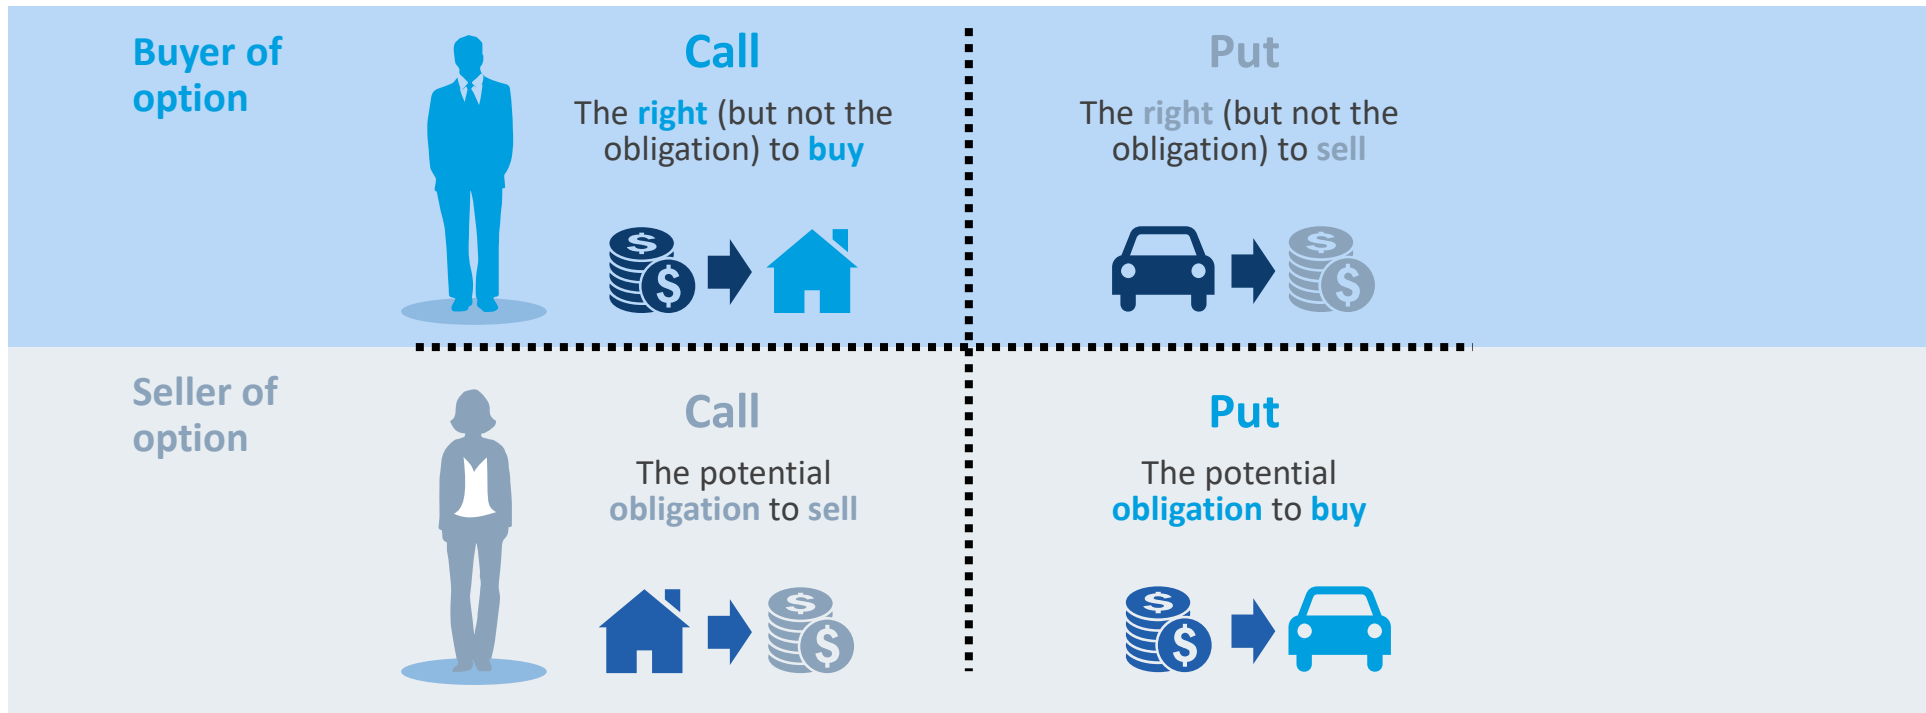 Buyer of
option
Call
The right (but not the
obligation) to buy
$
$
Put
The right (but not the
obligation) to sell
$
$
Seller of
option
Call
The potential
obligation to sell
$
$
Put
The potential
obligation to buy
$
$